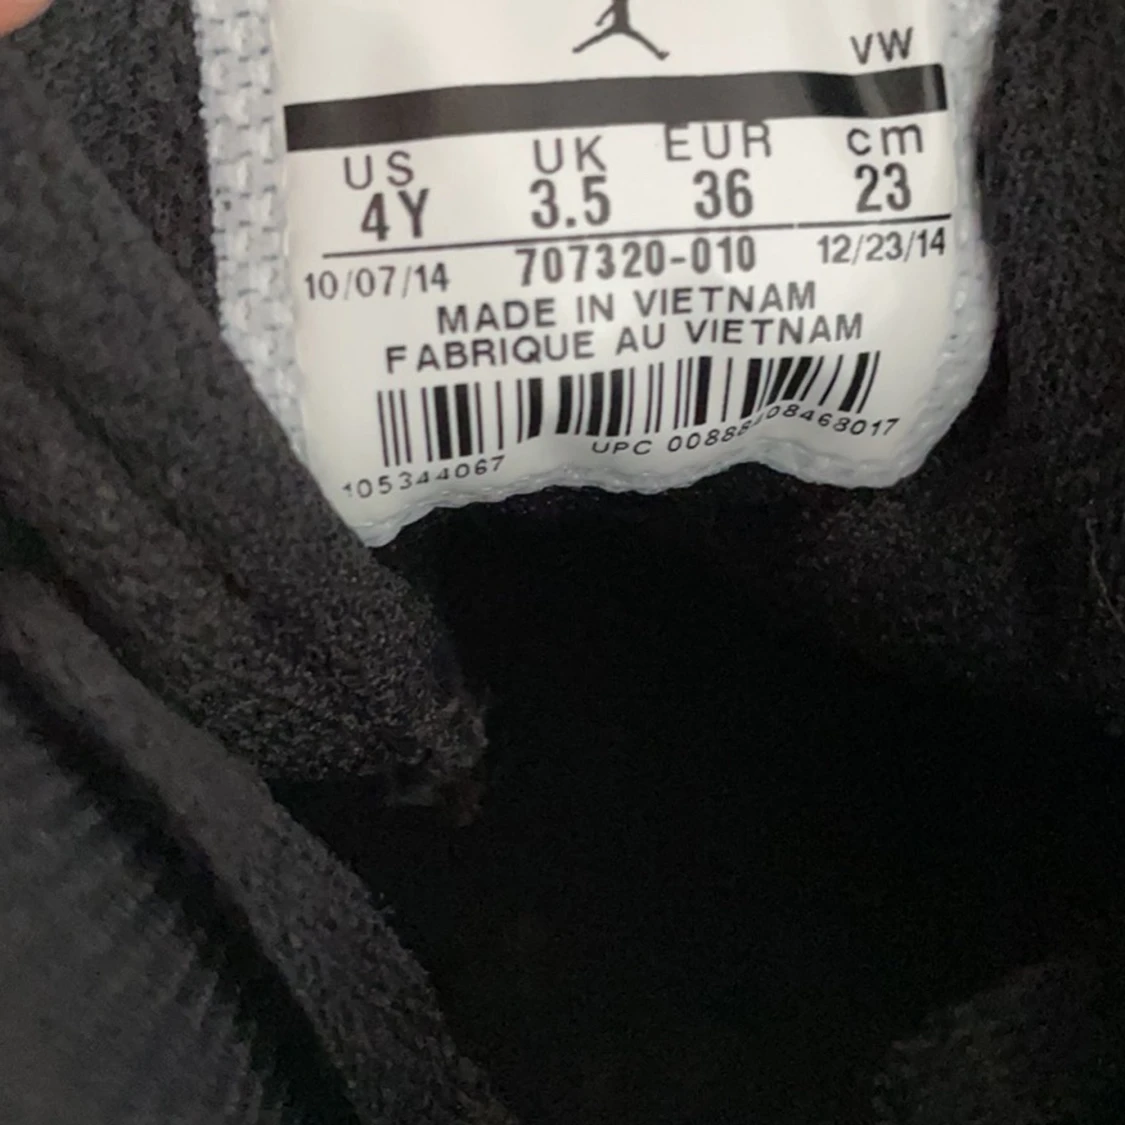 VW
US UK EUR cm
4Y 3.5 36 23
10/07/14 707320-010 12/23/14
MADE IN VIETNAM
FABRIQUE AU VIETNAM
105344067 UPC